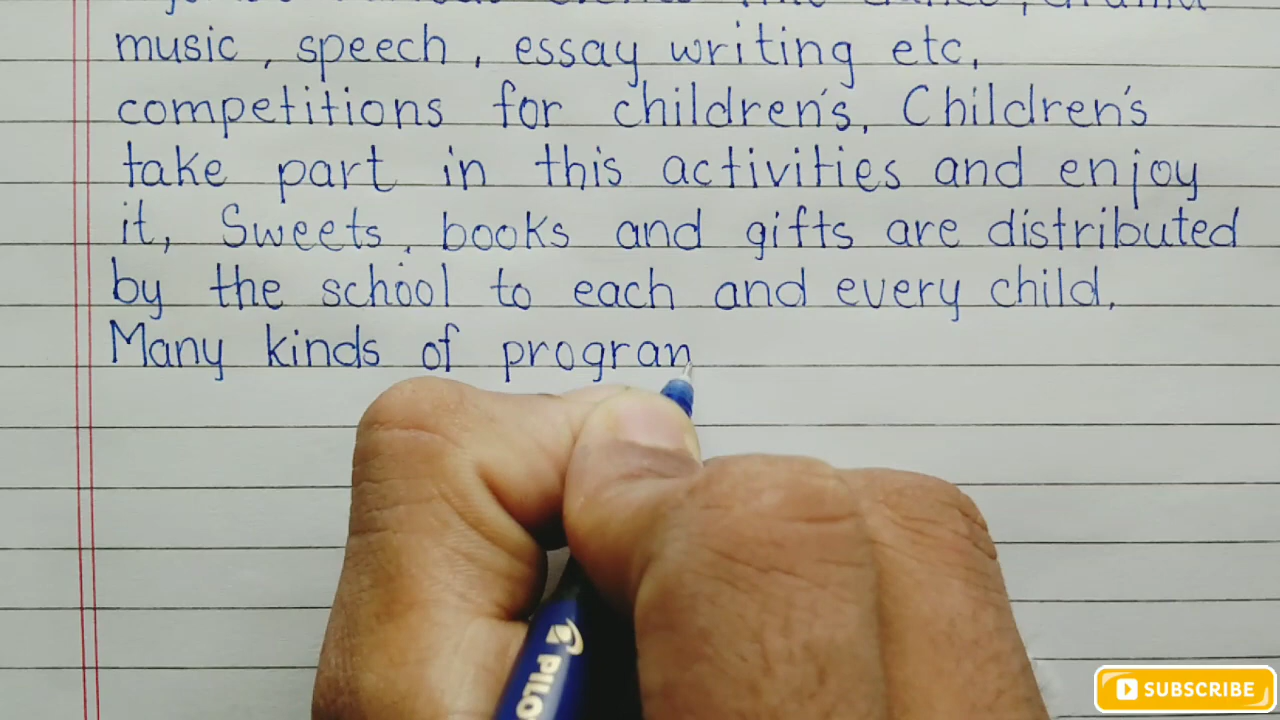 music, speech, essay writing etc.
competitions for children's. Children's
take part in this activities and enjoy
it, Sweets, books and gifts are distributed
by the school to each and every child.
Many kinds of progran
PILO
SUBSCRIBE